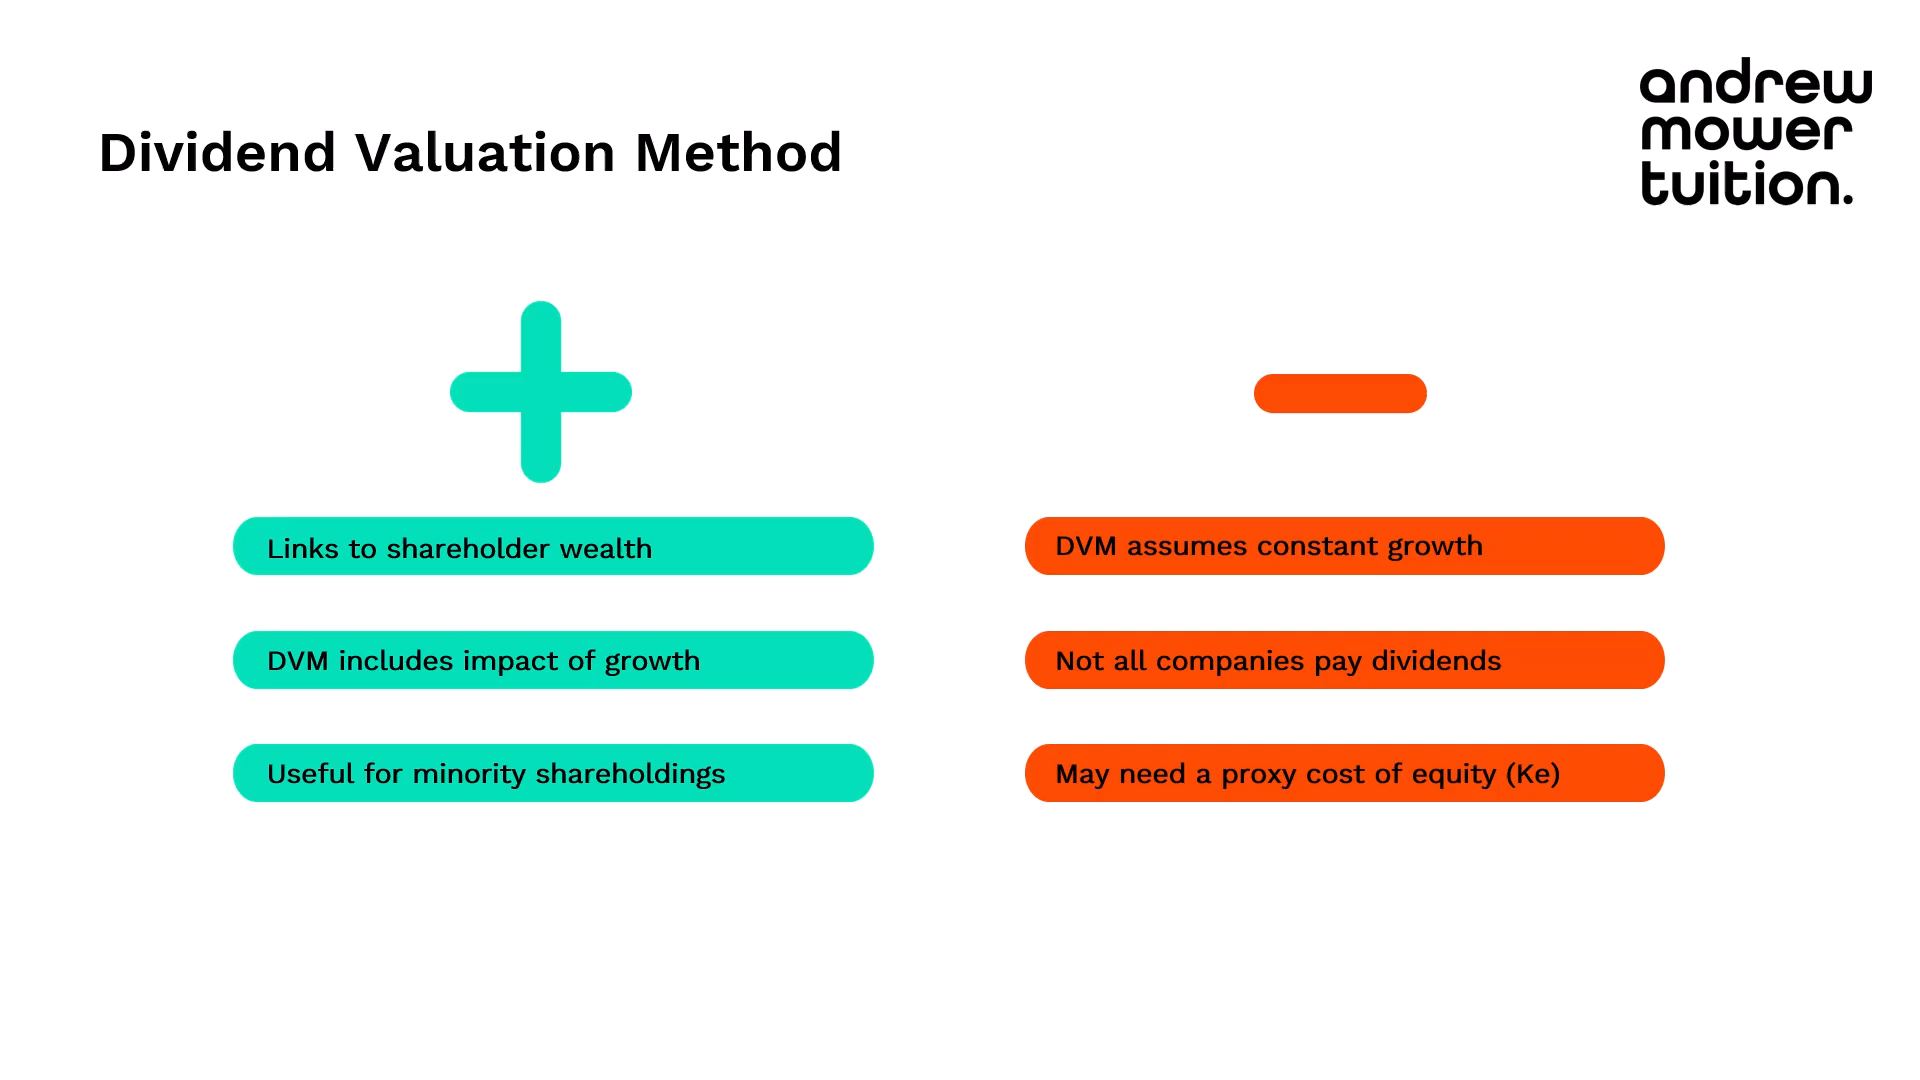 Dividend Valuation Method
andrew
mower
tuition.
Links to shareholder wealth
DVM includes impact of growth
Useful for minority shareholdings
DVM assumes constant growth
Not all companies pay dividends
May need a proxy cost of equity (Ke)